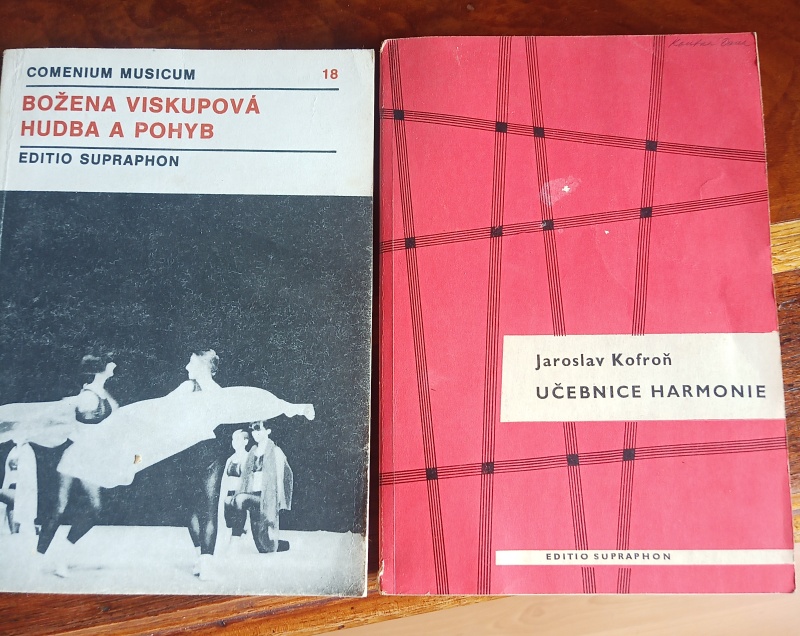 COMENIUM MUSICUM 18
BOŽENA VISKUPOVÁ
HUDBA A POHYB
EDITIO SUPRAPHON
Jaroslav Kofroň
UČEBNICE HARMONIE
EDITIO SUPRAPHON